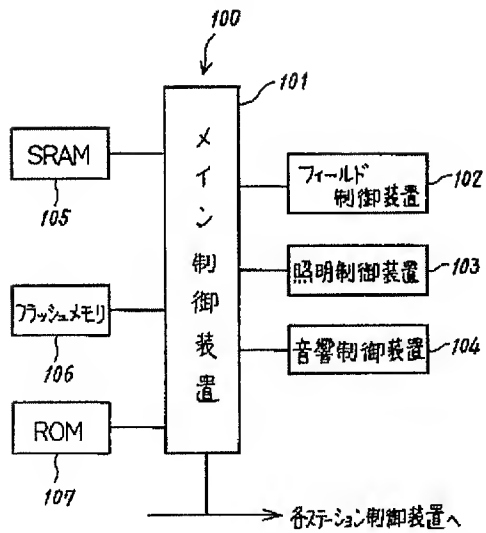 100
101
メイン制御装置
SRAM
105
フラッシュメモリ
106
ROM
107
フィールド
制御装置
102
照明制御装置
103
音響制御装置
104
各ステーション制御装置へ